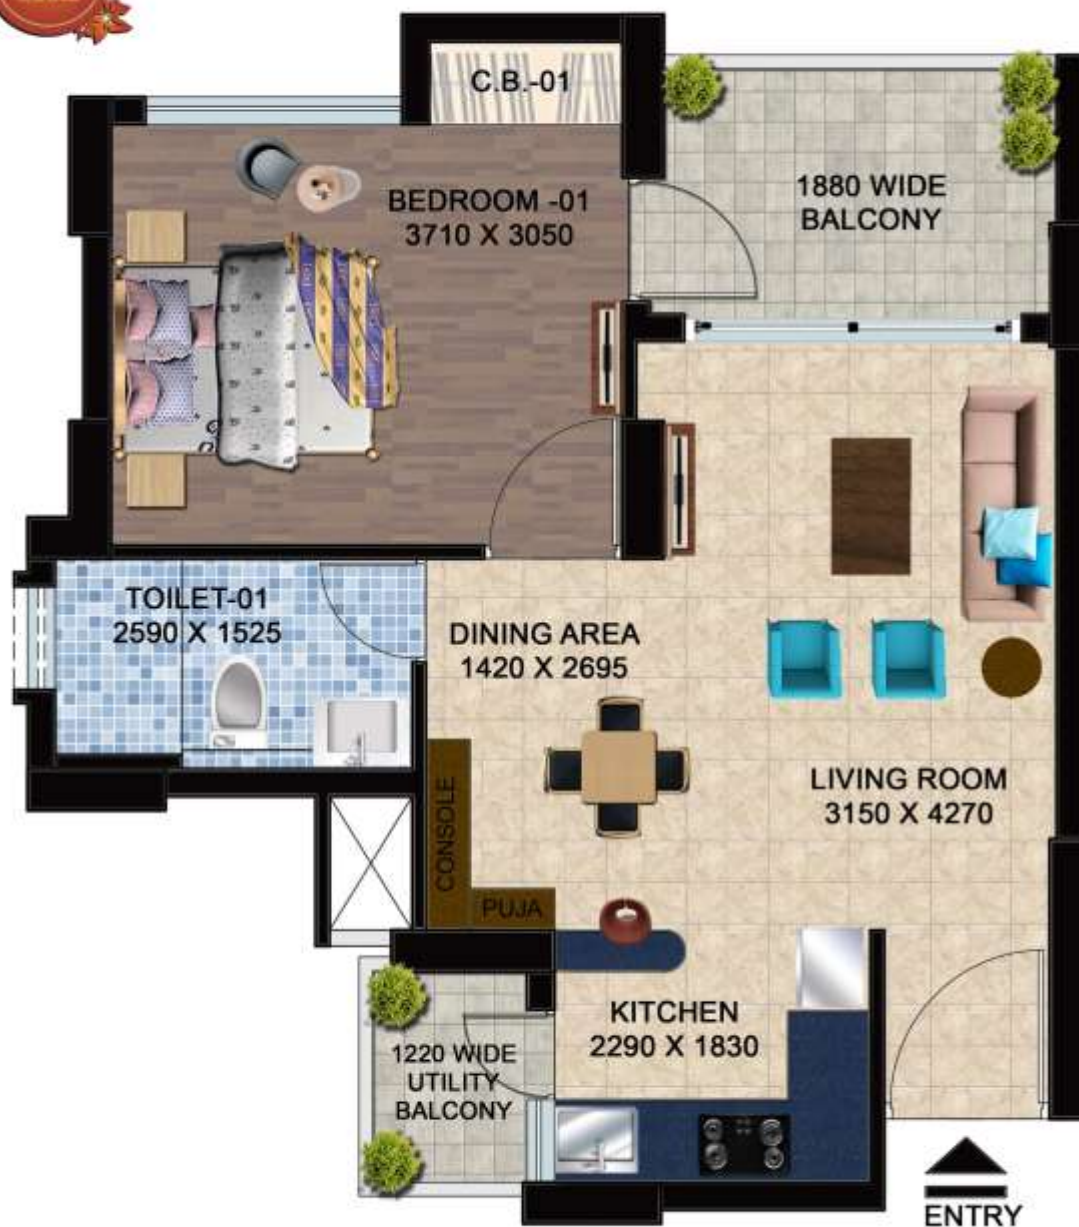 C.B.-01
BEDROOM -01
3710 X 3050
1880 WIDE
BALCONY
TOILET-01
2590 X 1525
DINING AREA
1420 X 2695
LIVING ROOM
3150 X 4270
CONSOLE
PUJA
KITCHEN
2290 X 1830
1220 WIDE
UTILITY
BALCONY
ENTRY